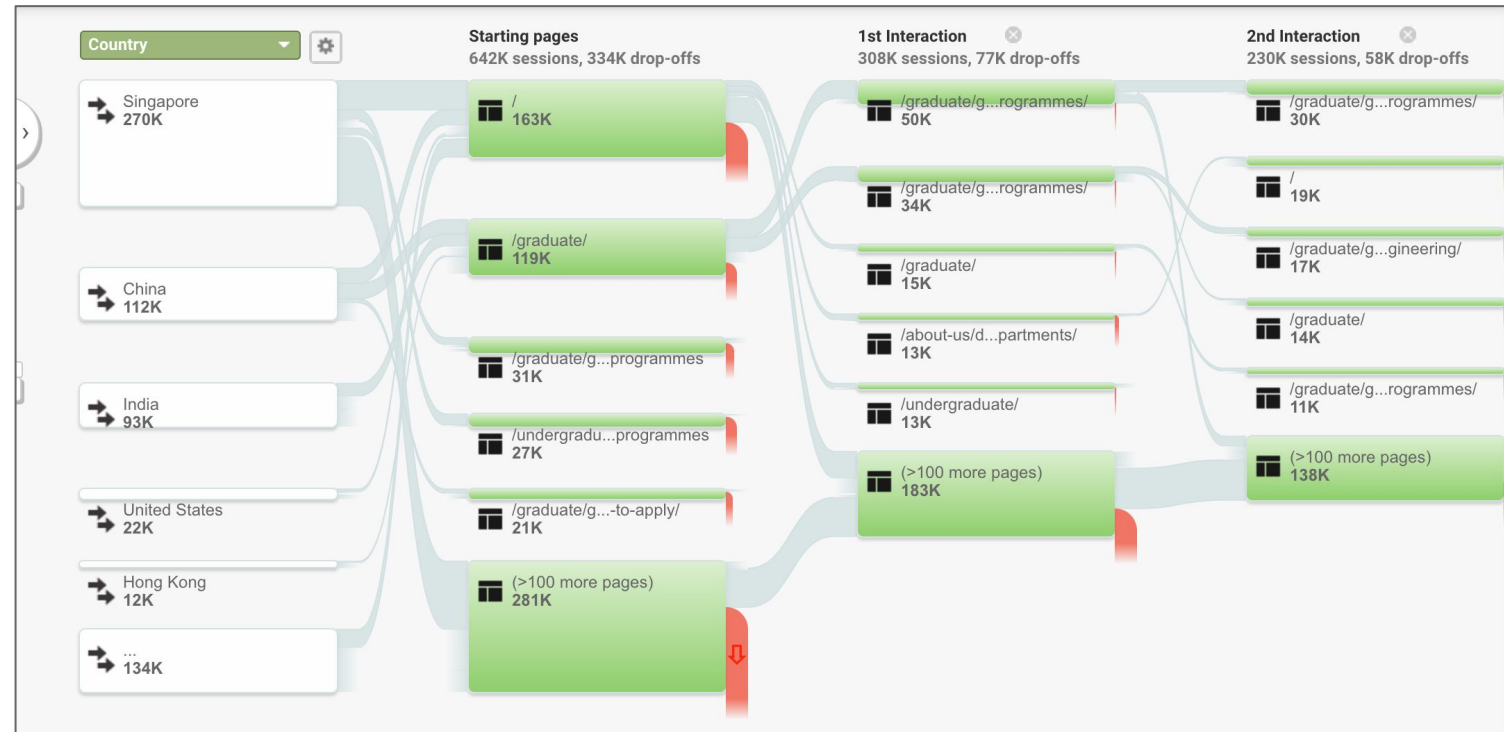 Country
Singapore
270K
China
112K
India
93K
United States
22K
Hong Kong
12K
...
134K
Starting pages
642K sessions, 334K drop-offs
/
163K
/graduate/
119K
/graduate/g...programmes
31K
/undergradu...programmes
27K
/graduate/g...-to-apply/
21K
(>100 more pages)
281K
1st Interaction
308K sessions, 77K drop-offs
/graduate/g...rogrammes/
50K
/graduate/g...rogrammes/
34K
/graduate/
15K
/about-us/d...partments/
13K
/undergraduate/
13K
(>100 more pages)
183K
2nd Interaction
230K sessions, 58K drop-offs
/graduate/g...rogrammes/
30K
/
19K
/graduate/g...gineering/
17K
/graduate/
14K
/graduate/g...rogrammes/
11K
(>100 more pages)
138K